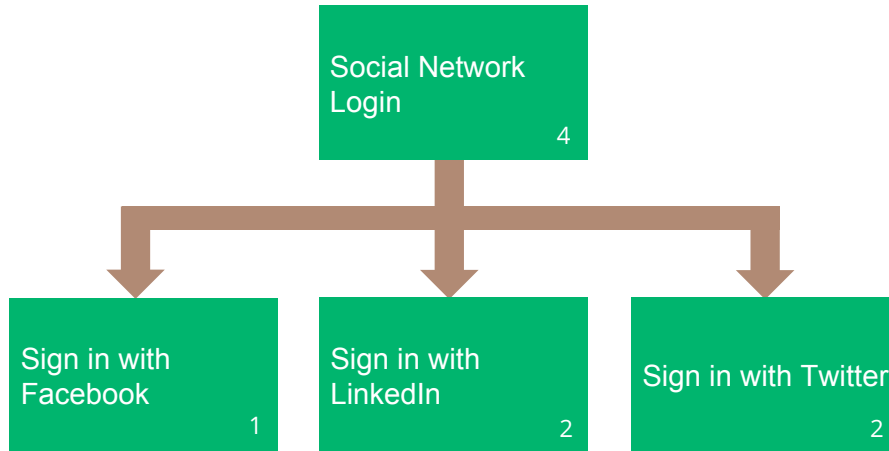 Social Network
Login
4
Sign in with
Facebook
1
Sign in with
LinkedIn
2
Sign in with Twitter
2